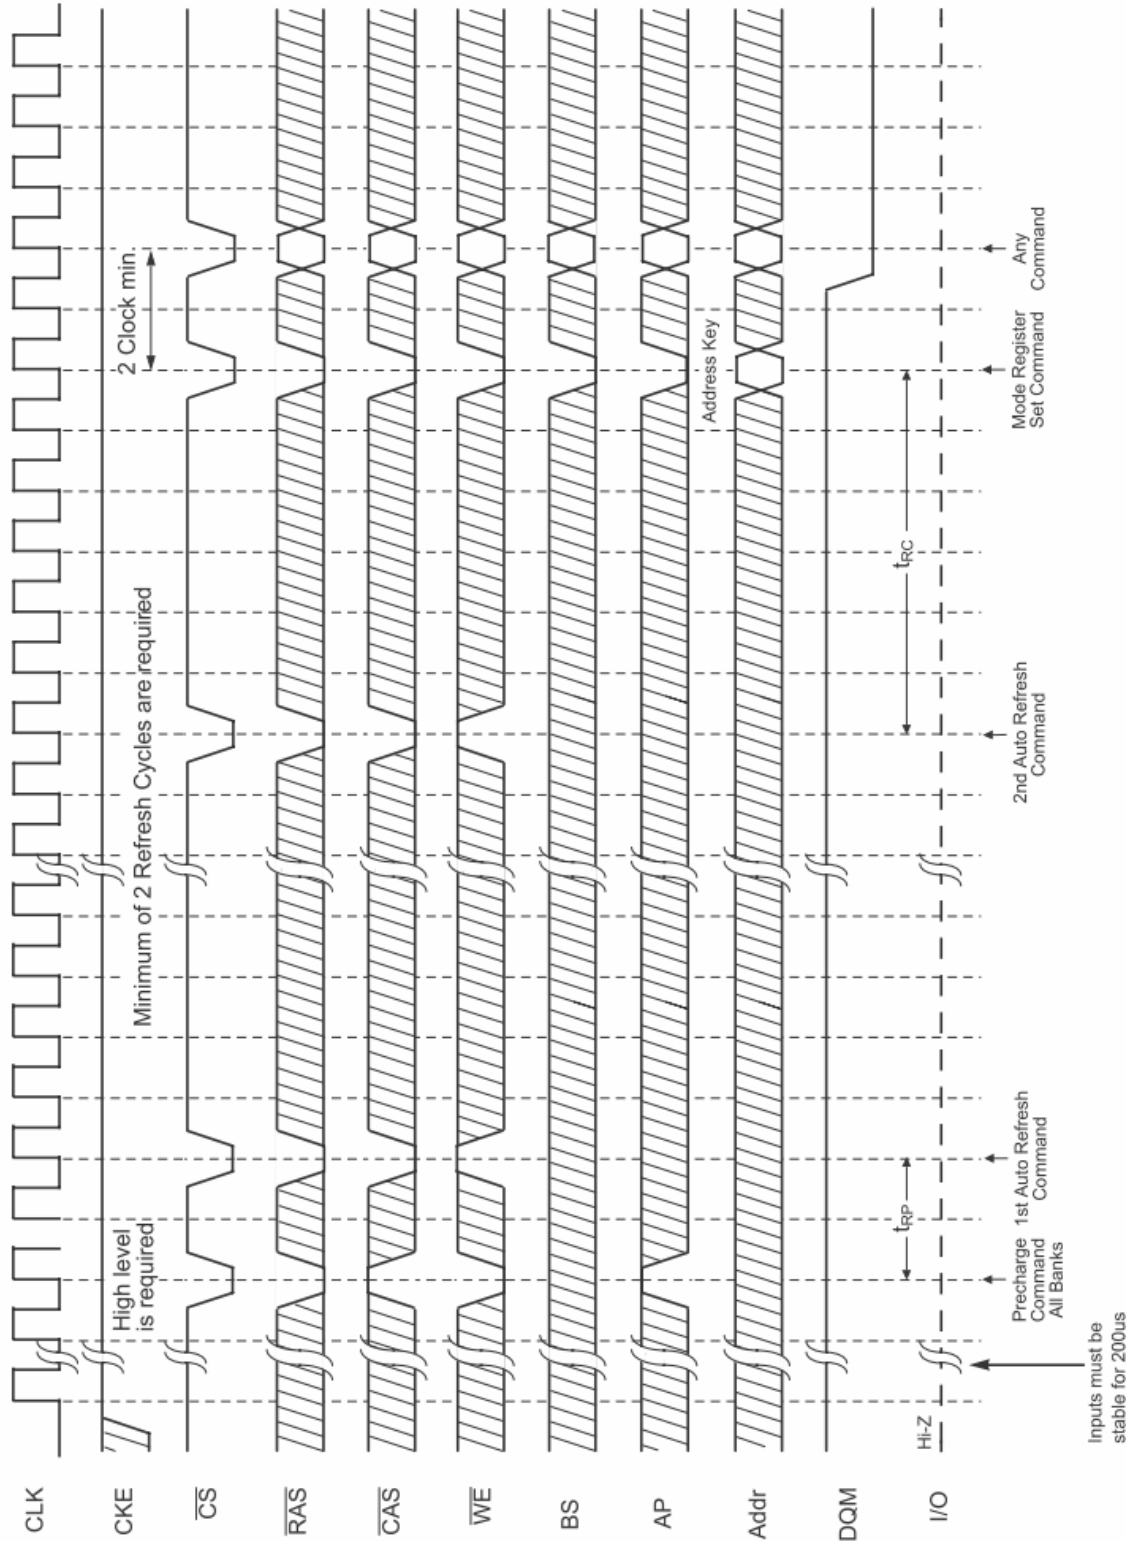 CLK
CKE
CS
RAS
CAS
WE
BS
AP
Addr
DQM
I/O
High level
is required
Minimum of 2 Refresh Cycles are required
2 Clock min.
Address Key
tRP
tRC
Hi-Z
Inputs must be
stable for 200us
Precharge
Command
All Banks
1st Auto Refresh
Command
2nd Auto Refresh
Command
Mode Register
Set Command
Any
Command